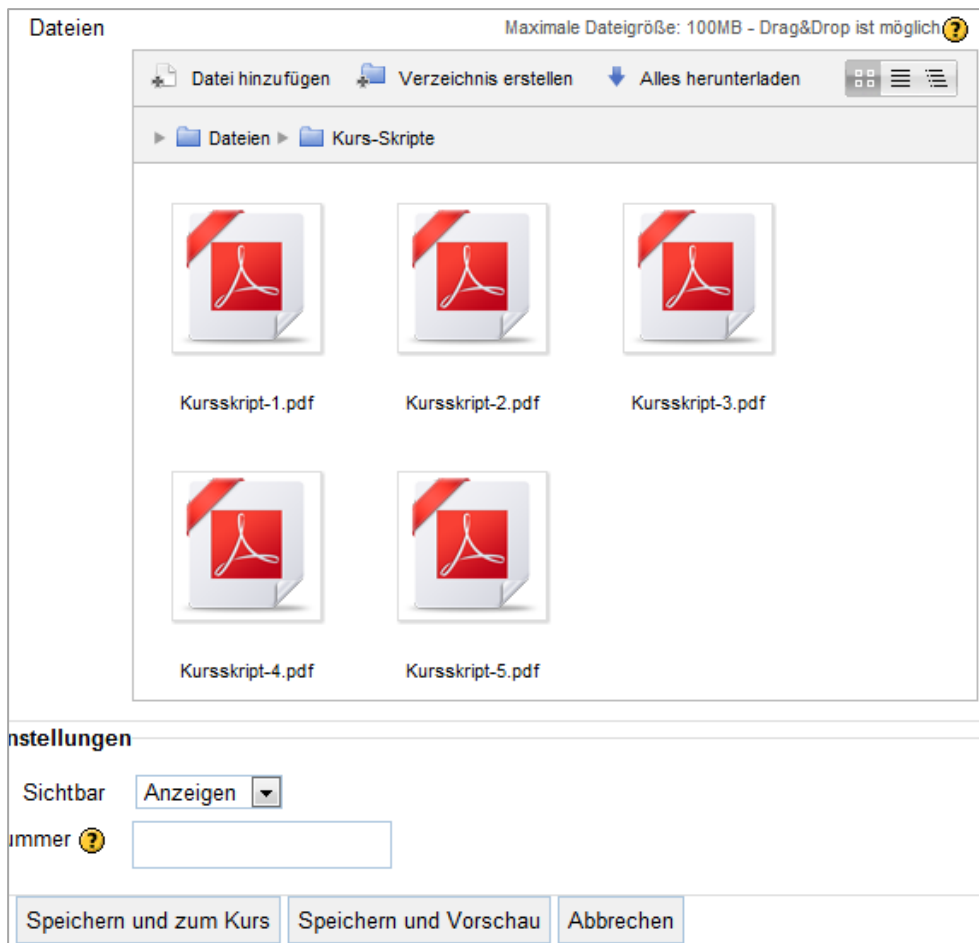 Dateien
Maximale Dateigröße: 100MB - Drag&Drop ist möglich
Datei hinzufügen Verzeichnis erstellen Alles herunterladen
Dateien Kurs-Skripte
Kursskript-1.pdf Kursskript-2.pdf Kursskript-3.pdf
Kursskript-4.pdf Kursskript-5.pdf
nstellungen
Sichtbar Anzeigen
ummer
Speichern und zum Kurs Speichern und Vorschau Abbrechen